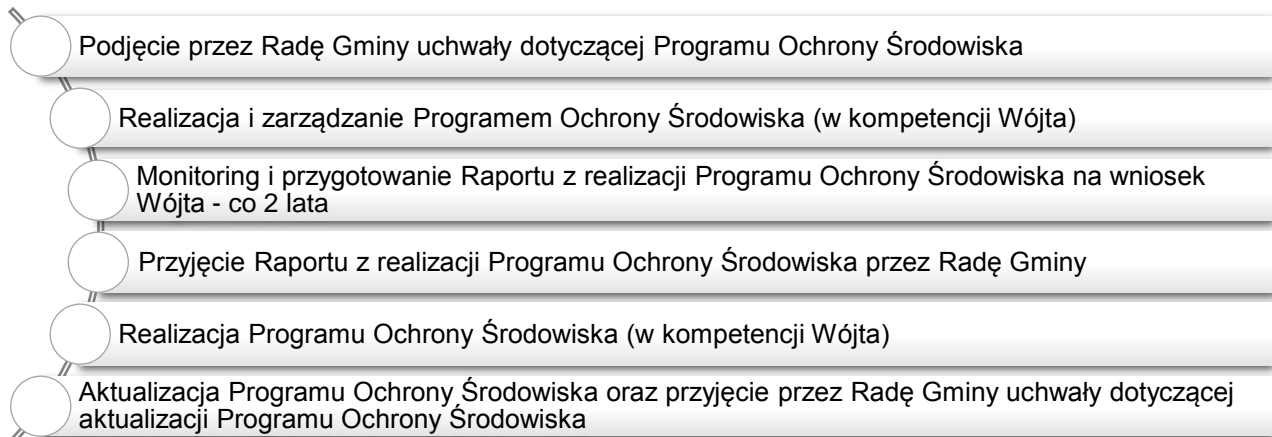 Podjęcie przez Radę Gminy uchwały dotyczącej Programu Ochrony Środowiska
Realizacja i zarządzanie Programem Ochrony Środowiska (w kompetencji Wójta)
Monitoring i przygotowanie Raportu z realizacji Programu Ochrony Środowiska na wniosek
Wójta - co 2 lata
Przyjęcie Raportu z realizacji Programu Ochrony Środowiska przez Radę Gminy
Realizacja Programu Ochrony Środowiska (w kompetencji Wójta)
Aktualizacja Programu Ochrony Środowiska oraz przyjęcie przez Radę Gminy uchwały dotyczącej
aktualizacji Programu Ochrony Środowiska